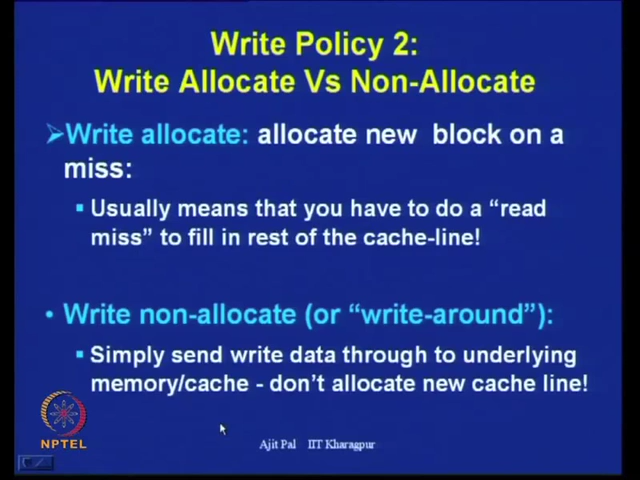 Write Policy 2:
Write Allocate Vs Non-Allocate
Write allocate: allocate new block on a
miss:
Usually means that you have to do a “read
miss” to fill in rest of the cache-line!
Write non-allocate (or “write-around”):
Simply send write data through to underlying
memory/cache - don’t allocate new cache line!
NPTEL
Ajit Pal IIT Kharagpur